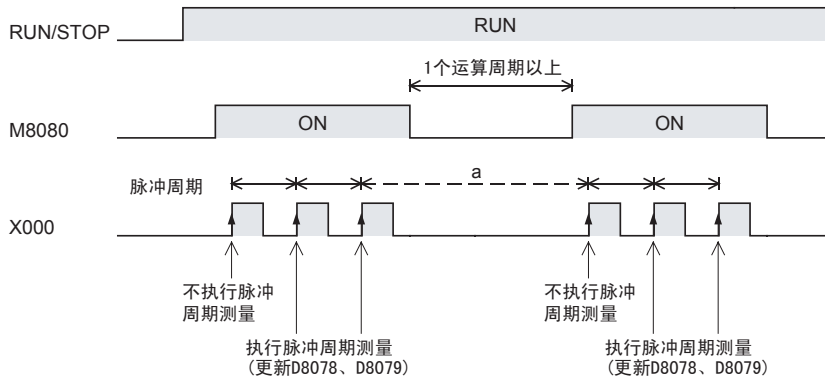 RUN/STOP
RUN
1个运算周期以上
M8080
ON
ON
脉冲周期
a
X000
不执行脉冲
周期测量
不执行脉冲
周期测量
执行脉冲周期测量
(更新D8078、D8079)
执行脉冲周期测量
(更新D8078、D8079)